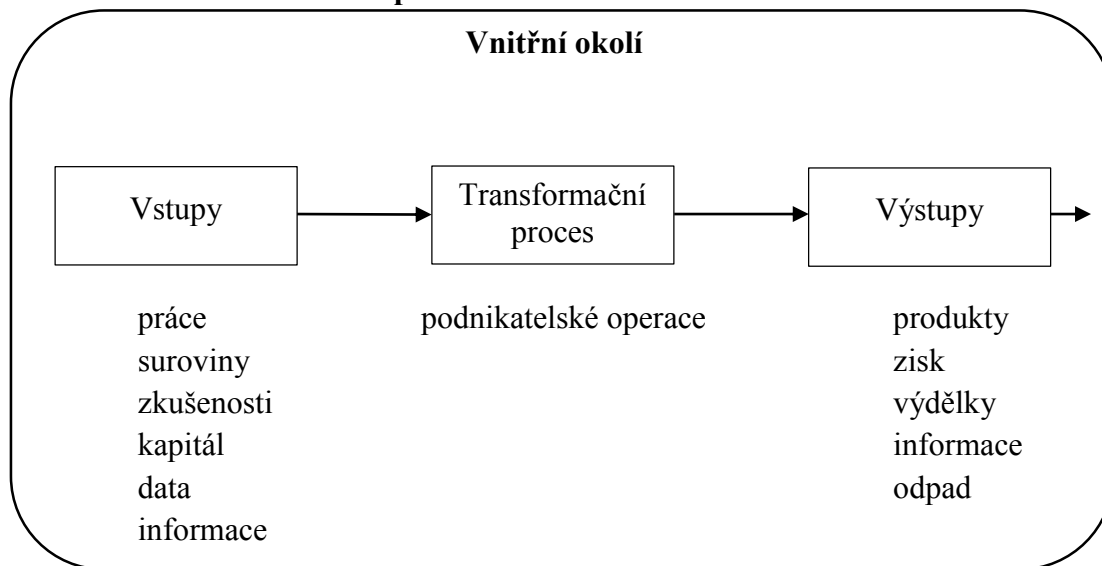 Vnitřní okolí
Vstupy
Transformační
proces
Výstupy
práce
suroviny
zkušenosti
kapitál
data
informace
podnikatelské operace
produkty
zisk
výdělky
informace
odpad